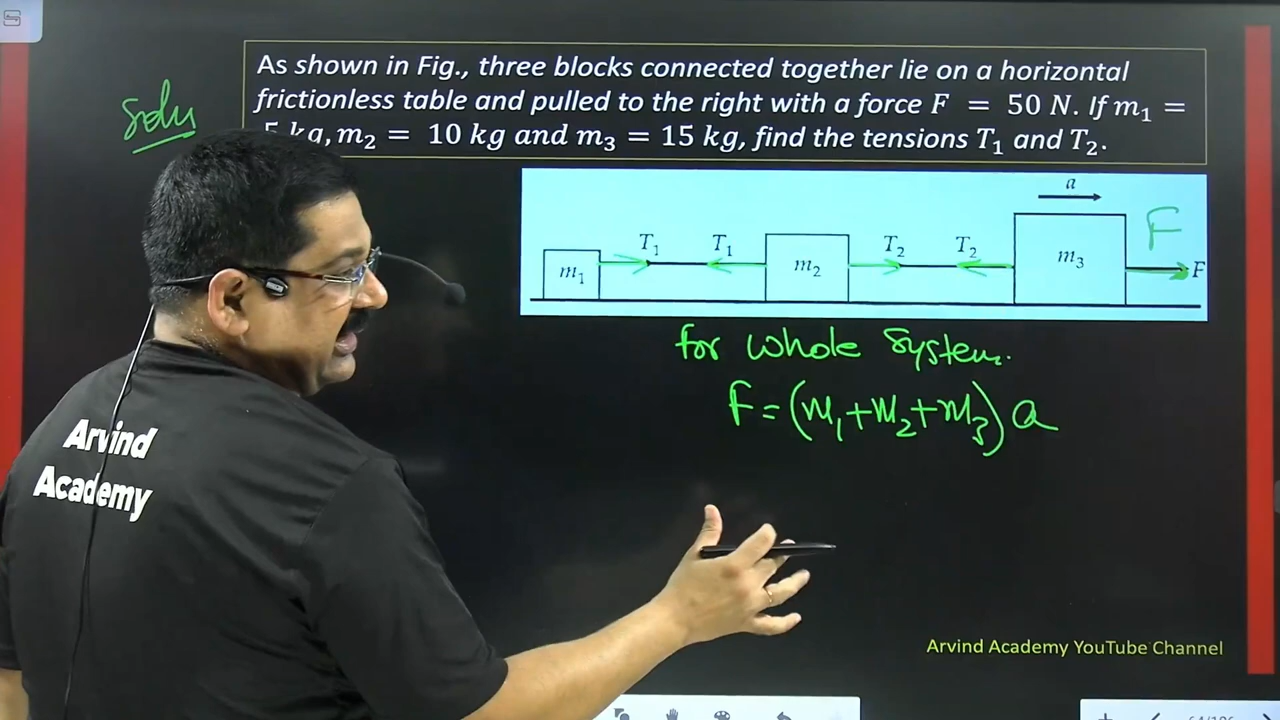 Soln
As shown in Fig., three blocks connected together lie on a horizontal
frictionless table and pulled to the right with a force F = 50 N. If m₁ =
5 kg, m₂ = 10 kg and m₃ = 15 kg, find the tensions T₁ and T₂.
a
F
T₁ T₁ T₂ T₂
m₁ m₂ m₃ F
for whole system.
F = (m₁+m₂+m₃) a
Arvind
Academy
Arvind Academy YouTube Channel